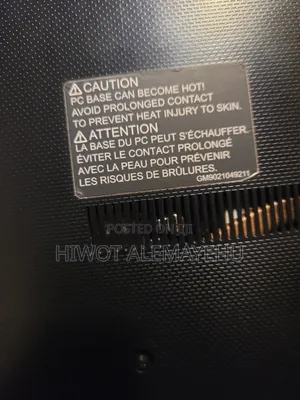 ⚠ CAUTION
PC BASE CAN BECOME HOT!
AVOID PROLONGED CONTACT
TO PREVENT HEAT INJURY TO SKIN.
⚠ ATTENTION
LA BASE DU PC PEUT S'ÉCHAUFFER.
ÉVITER LE CONTACT PROLONGÉ
AVEC LA PEAU POUR PRÉVENIR
LES RISQUES DE BRÛLURES.
GM9021049211
POSTED ON
HIWOT ALEMAYEHU